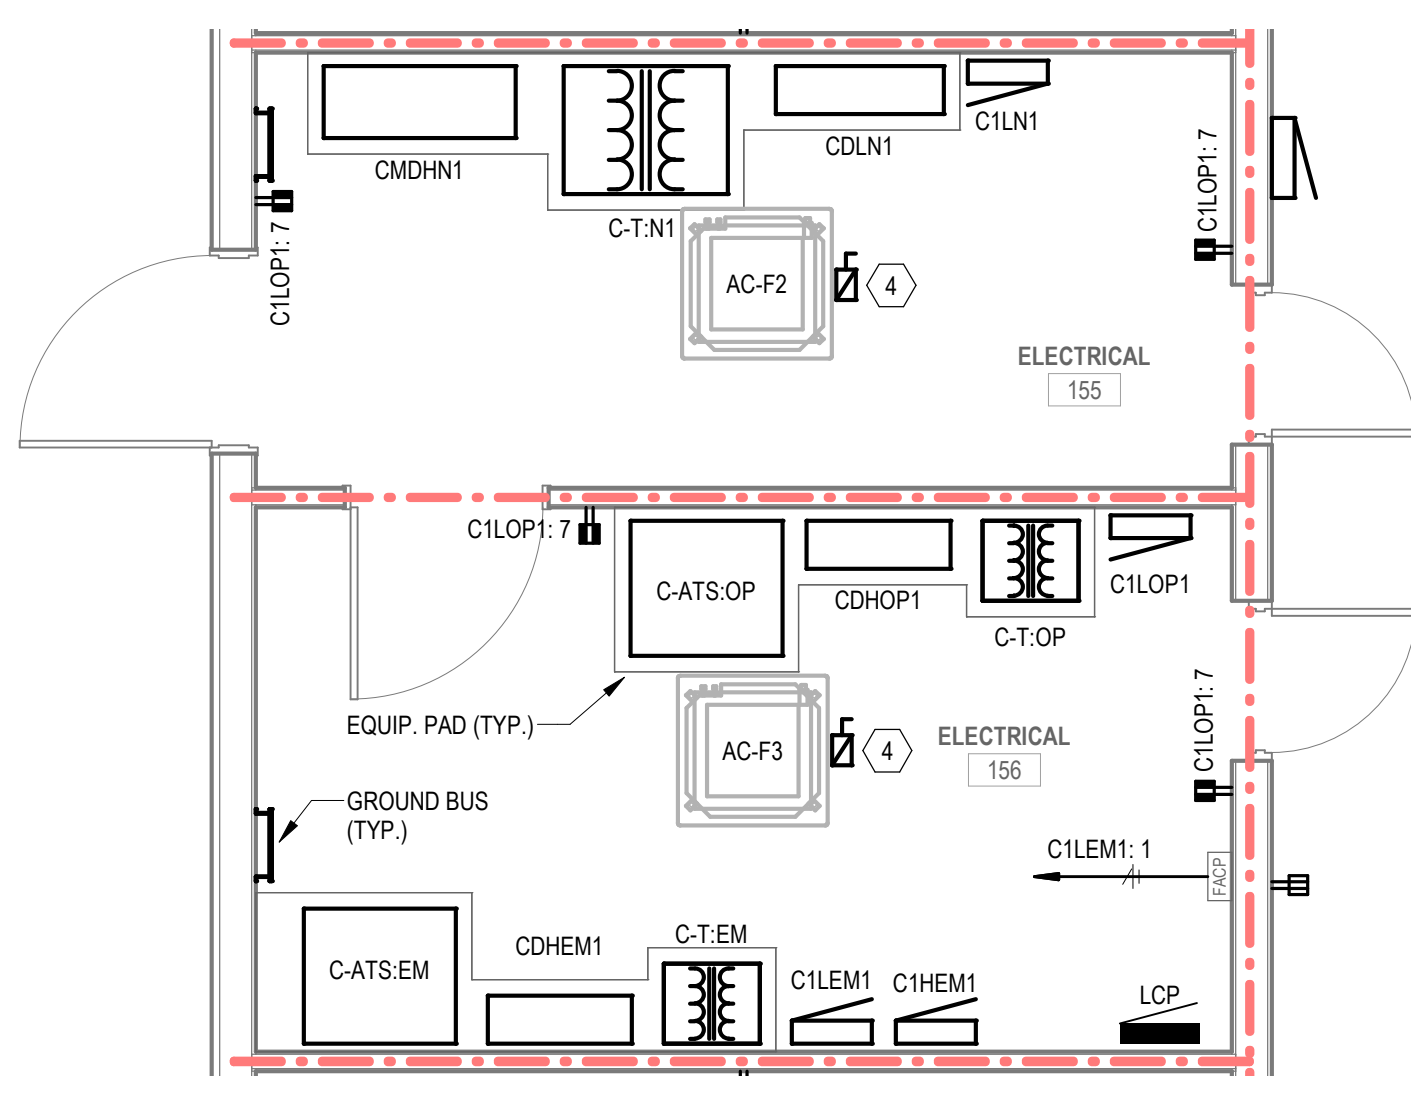 C1LN1
CMDHN1
CDLN1
C1LOP1: 7
C-T:N1
C1LOP1: 7
AC-F2
4
ELECTRICAL
155
C1LOP1: 7
C-ATS:OP
CDHOP1
C1LOP1
C-T:OP
C1LOP1: 7
EQUIP. PAD (TYP.)
AC-F3
4
ELECTRICAL
156
GROUND BUS
(TYP.)
C1LEM1: 1
FACP
C-T:EM
CDHEM1
C-ATS:EM
C1LEM1
C1HEM1
LCP